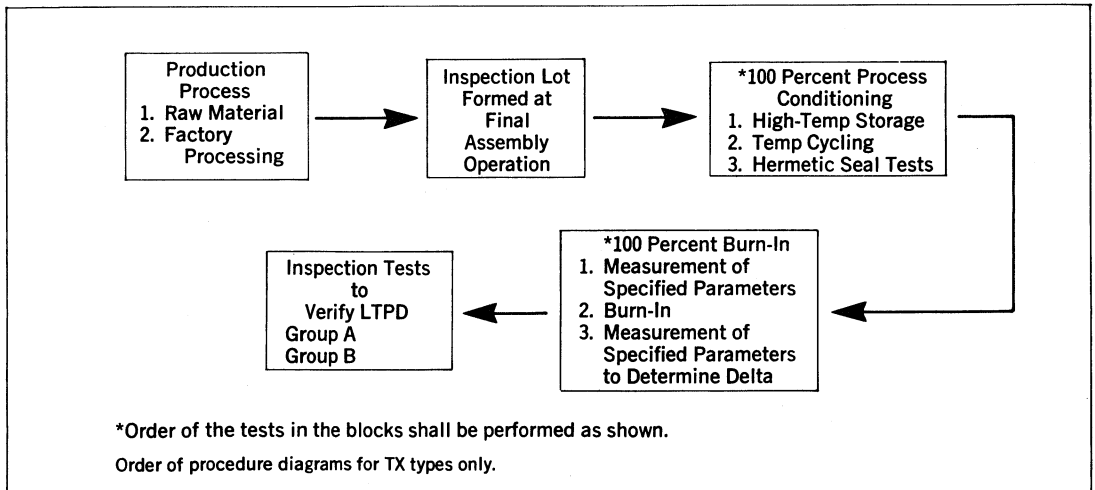 Production
Process
1. Raw Material
2. Factory
Processing
Inspection Lot
Formed at
Final
Assembly
Operation
*100 Percent Process
Conditioning
1. High-Temp Storage
2. Temp Cycling
3. Hermetic Seal Tests
*100 Percent Burn-In
1. Measurement of
Specified Parameters
2. Burn-In
3. Measurement of
Specified Parameters
to Determine Delta
Inspection Tests
to
Verify LTPD
Group A
Group B
*Order of the tests in the blocks shall be performed as shown.
Order of procedure diagrams for TX types only.